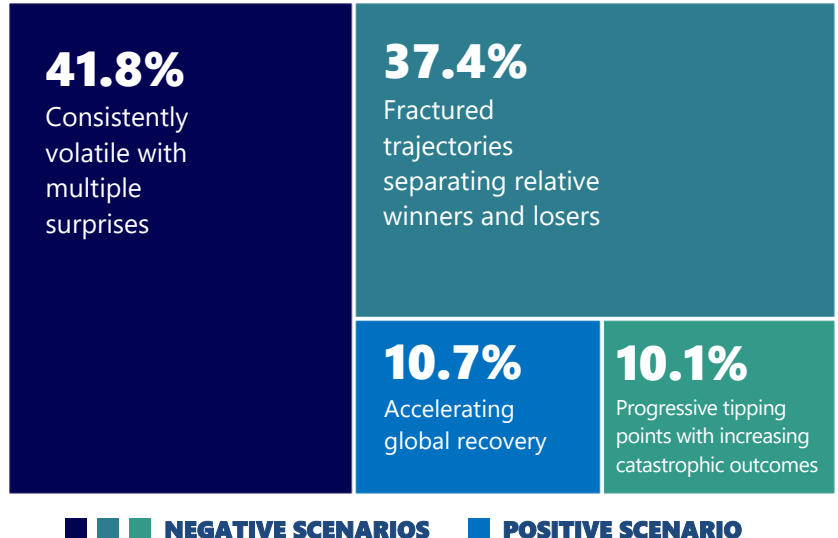 41.8%
Consistently
volatile with
multiple
surprises
37.4%
Fractured
trajectories
separating relative
winners and losers
10.7%
Accelerating
global recovery
10.1%
Progressive tipping
points with increasing
catastrophic outcomes
NEGATIVE SCENARIOS
POSITIVE SCENARIO